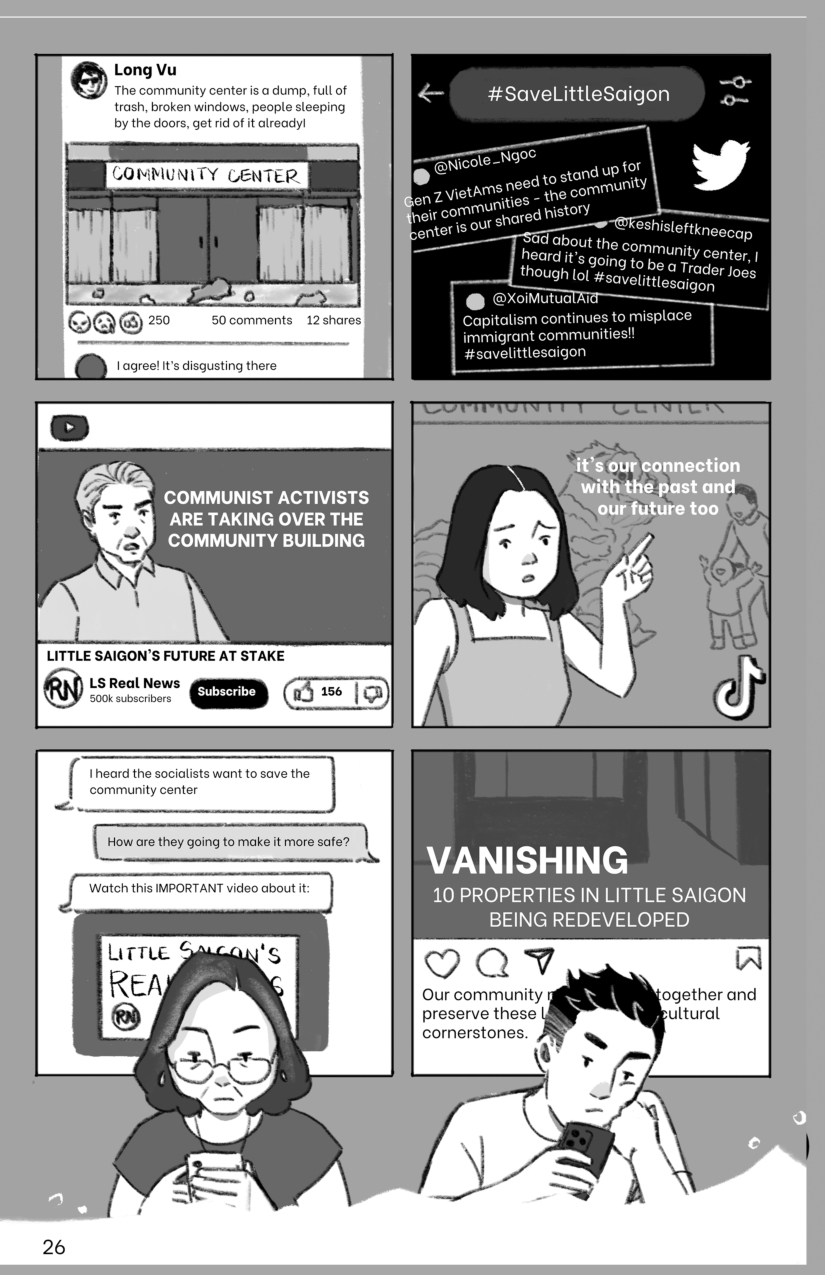 Long Vu
The community center is a dump, full of
trash, broken windows, people sleeping
by the doors, get rid of it already!
COMMUNITY CENTER
250 50 comments 12 shares
I agree! It's disgusting there
#SaveLittleSaigon
@Nicole_Ngoc
Gen Z VietAms need to stand up for
their communities - the community
center is our shared history
@keshisleftkneecap
Sad about the community center, I
heard it's going to be a Trader Joes
though lol #savelittlesaigon
@XoiMutualAid
Capitalism continues to misplace
immigrant communities!!
#savelittlesaigon
COMMUNIST ACTIVISTS
ARE TAKING OVER THE
COMMUNITY BUILDING
LITTLE SAIGON'S FUTURE AT STAKE
RN LS Real News
500k subscribers
Subscribe
156
COMMUNITY CENTER
it's our connection
with the past and
our future too
I heard the socialists want to save the
community center
How are they going to make it more safe?
Watch this IMPORTANT video about it:
LITTLE SAIGON'S
RN
VANISHING
10 PROPERTIES IN LITTLE SAIGON
BEING REDEVELOPED
Our community together and
preserve these cultural
cornerstones.
26